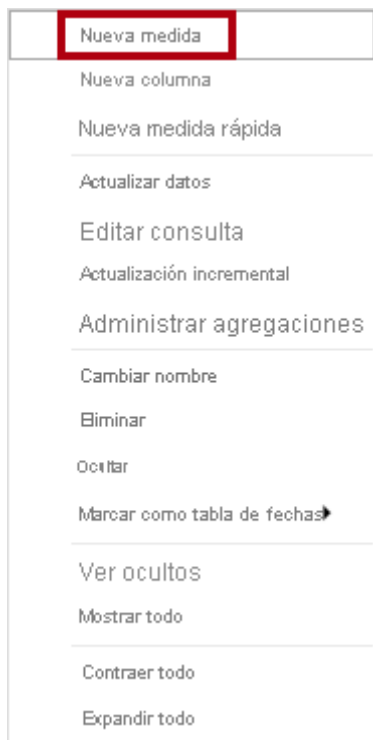 Nueva medida
Nueva columna
Nueva medida rápida
Actualizar datos
Editar consulta
Actualización incremental
Administrar agregaciones
Cambiar nombre
Eliminar
Ocultar
Marcar como tabla de fechas
Ver ocultos
Mostrar todo
Contraer todo
Expandir todo